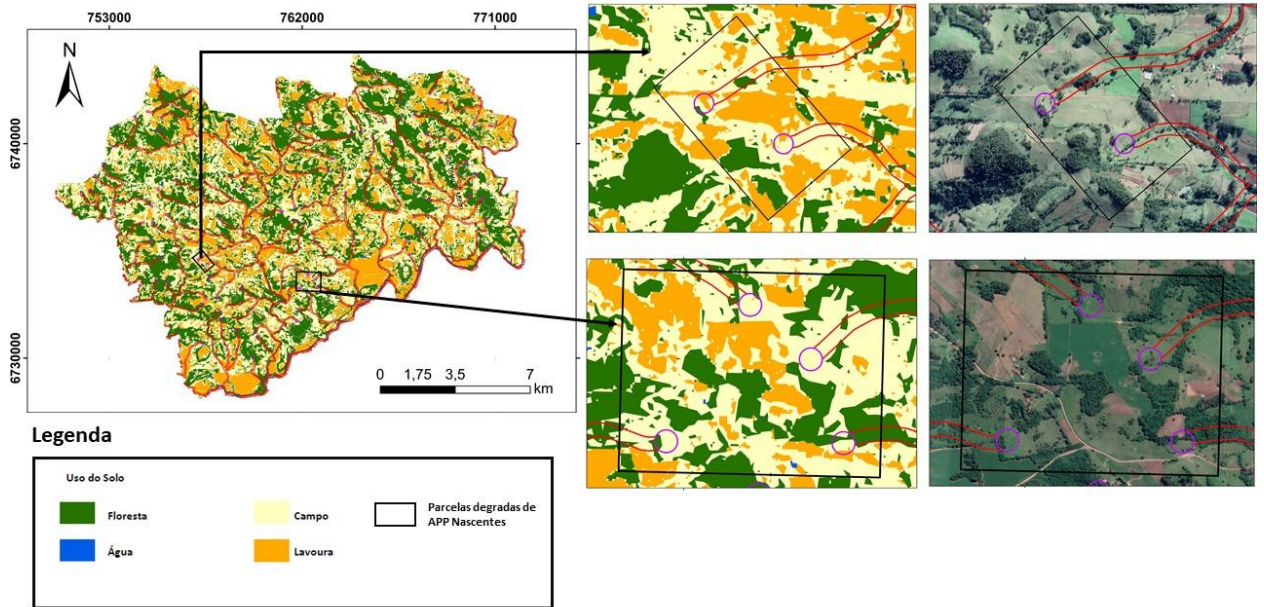 753000 762000 771000
N
6740000
6730000
0 1,75 3,5 7
km
Legenda
Uso do Solo
Floresta
Campo
Parcelas degradas de
APP Nascentes
Água
Lavoura